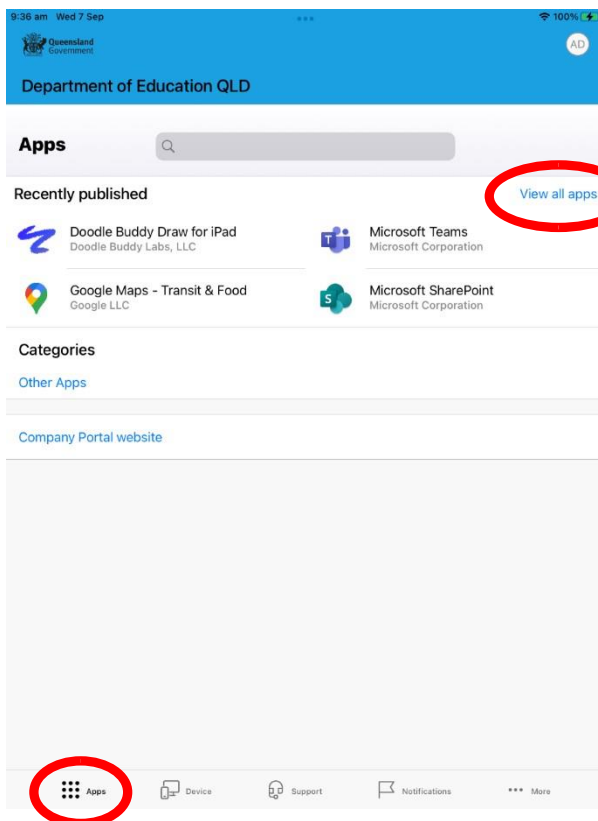 9:36 am Wed 7 Sep
100%
Queensland
Government
AD
Department of Education QLD
Apps
Recently published
View all apps
Doodle Buddy Draw for iPad
Doodle Buddy Labs, LLC
Microsoft Teams
Microsoft Corporation
Google Maps - Transit & Food
Google LLC
Microsoft SharePoint
Microsoft Corporation
Categories
Other Apps
Company Portal website
Apps
Device
Support
Notifications
More